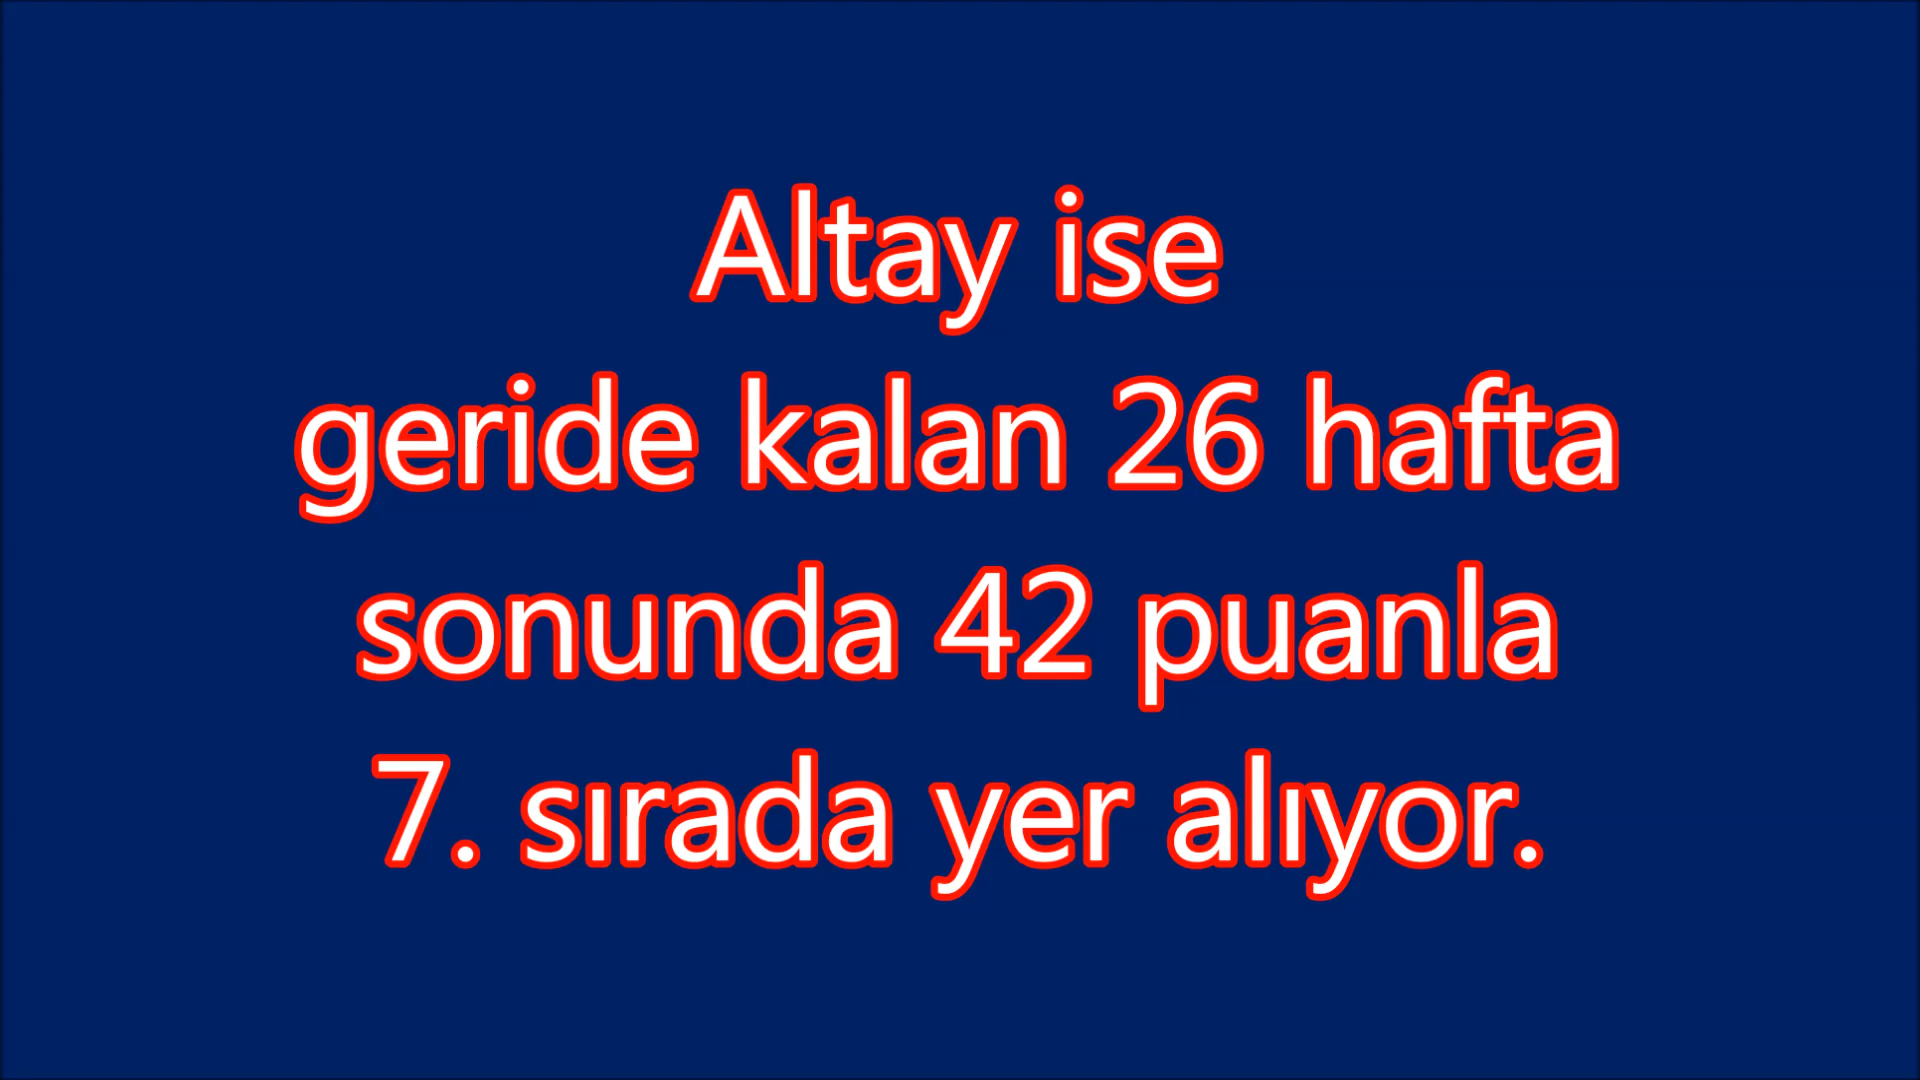 Altay ise
geride kalan 26 hafta
sonunda 42 puanla
7. sırada yer alıyor.